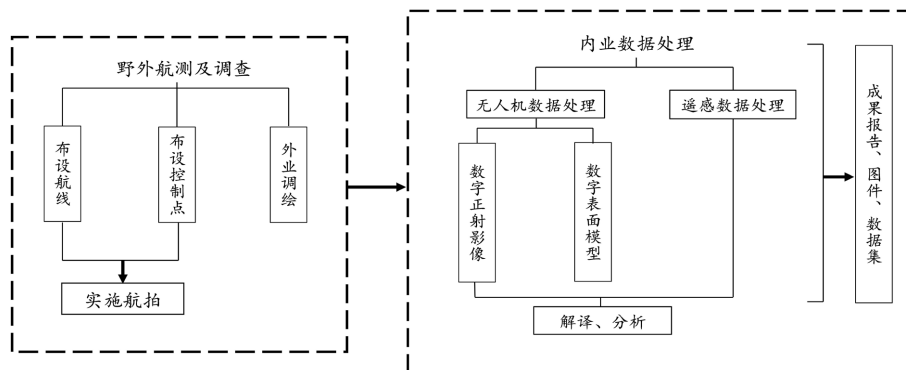 野外航测及调查
布设航线
布设控制点
外业调绘
实施航拍
内业数据处理
无人机数据处理
遥感数据处理
数字正射影像
数字表面模型
解译、分析
成果报告、图件、数据集